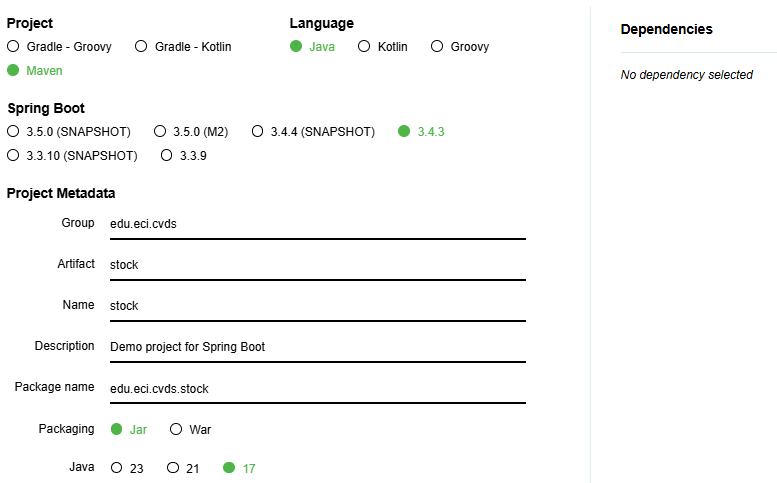 Project
Gradle - Groovy Gradle - Kotlin
Maven
Language
Java Kotlin Groovy
Spring Boot
3.5.0 (SNAPSHOT) 3.5.0 (M2) 3.4.4 (SNAPSHOT) 3.4.3
3.3.10 (SNAPSHOT) 3.3.9
Project Metadata
Group edu.eci.cvds
Artifact stock
Name stock
Description Demo project for Spring Boot
Package name edu.eci.cvds.stock
Packaging Jar War
Java 23 21 17
Dependencies
No dependency selected